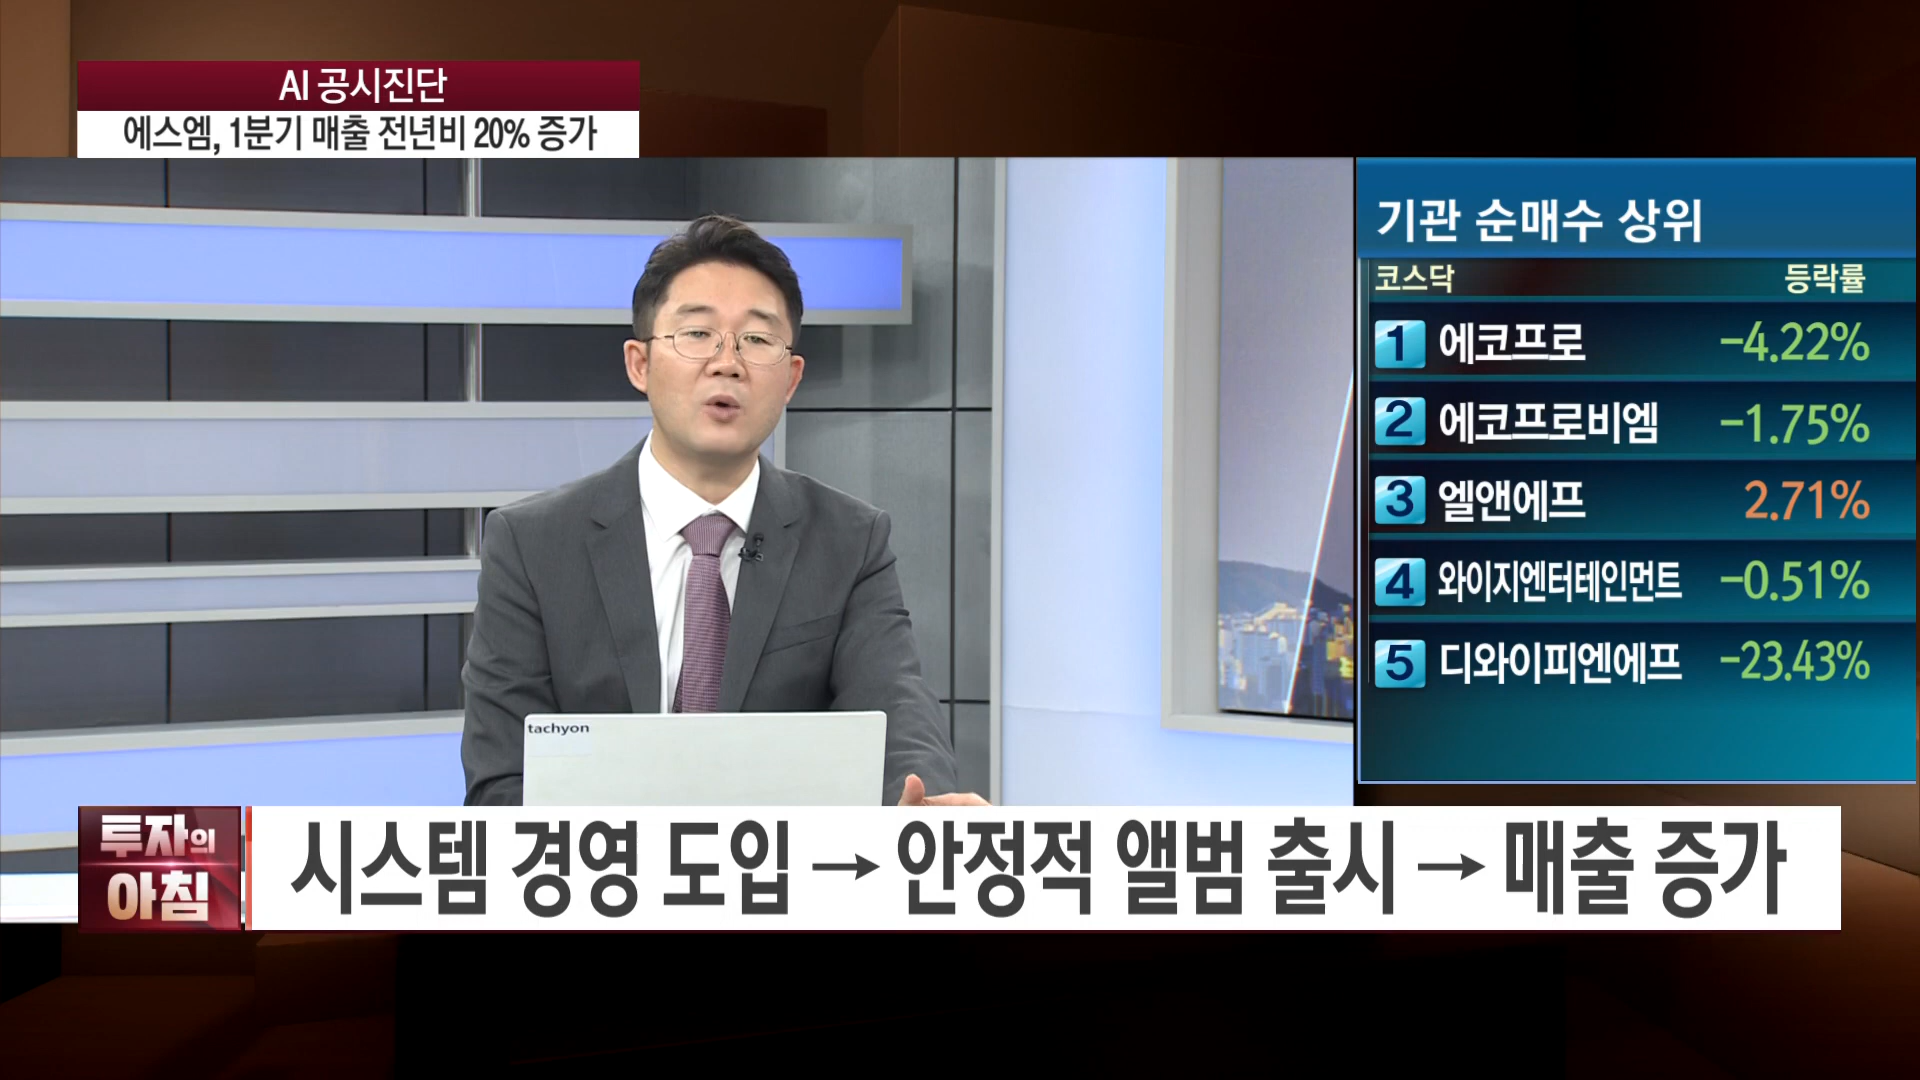 AI 공시진단
에스엠, 1분기 매출 전년비 20% 증가
기관 순매수 상위
코스닥 등락률
1 에코프로 -4.22%
2 에코프로비엠 -1.75%
3 엘앤에프 2.71%
4 와이지엔터테인먼트 -0.51%
5 디와이피엔에프 -23.43%
tachyon
투자의
아침
시스템 경영 도입 → 안정적 앨범 출시 → 매출 증가